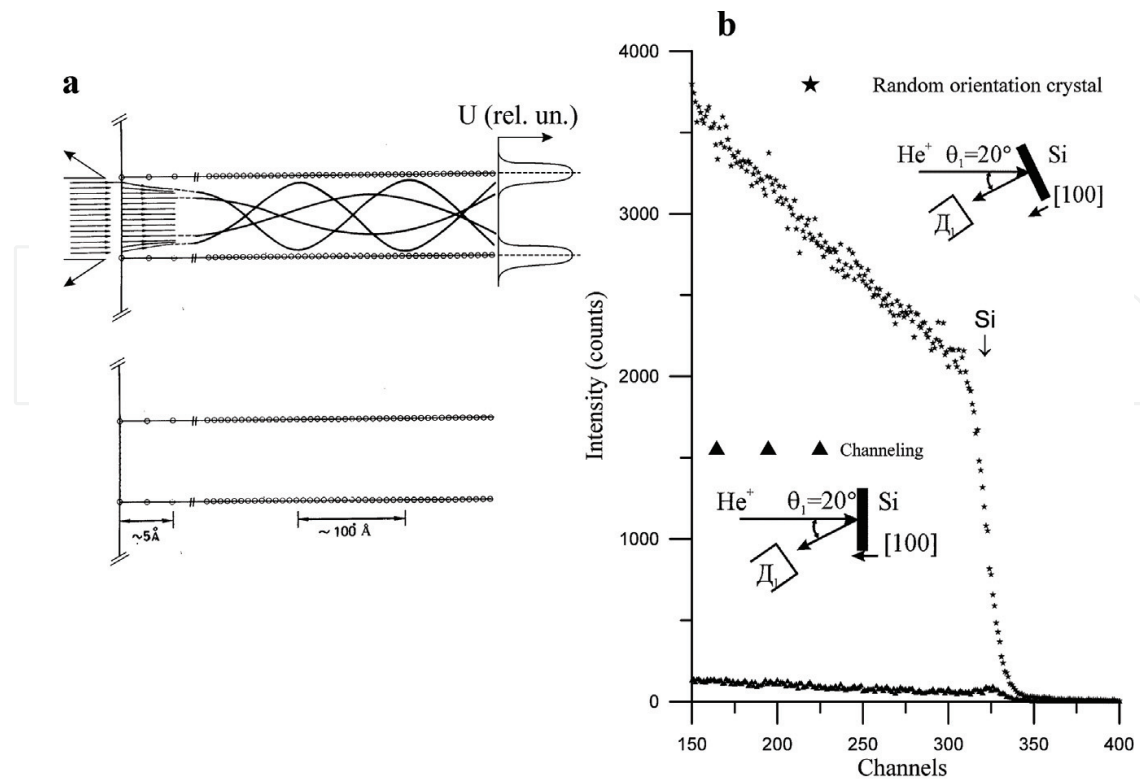 a
U (rel. un.)
~5Å
~100 Å
b
4000
3000
2000
1000
0
Intensity (counts)
150
200
250
300
350
400
Channels
Random orientation crystal
He⁺ θ₁=20° Si
[100]
Д₁
Si
Channeling
He⁺ θ₁=20° Si
[100]
Д₁